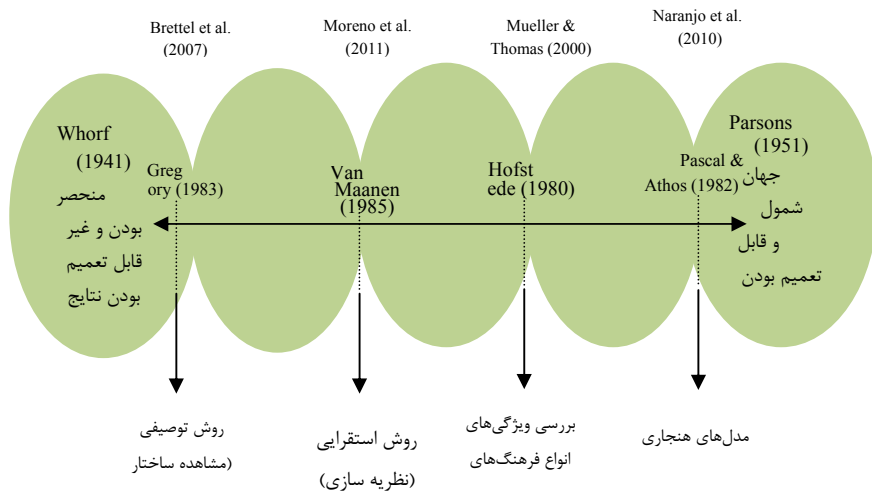 Brettel et al.
(2007)
Moreno et al.
(2011)
Mueller &
Thomas (2000)
Naranjo et al.
(2010)
Whorf
(1941)
منحصر
بودن و غیر
قابل تعمیم
بودن نتایج
Greg
ory (1983)
Van
Maanen
(1985)
Hofst
ede (1980)
Pascal &
Athos (1982)
Parsons
(1951)
جهان
شمول
و قابل
تعمیم بودن
روش توصیفی
(مشاهده ساختار
روش استقرایی
(نظریه سازی)
بررسی ویژگی‌های
انواع فرهنگ‌های
مدل‌های هنجاری